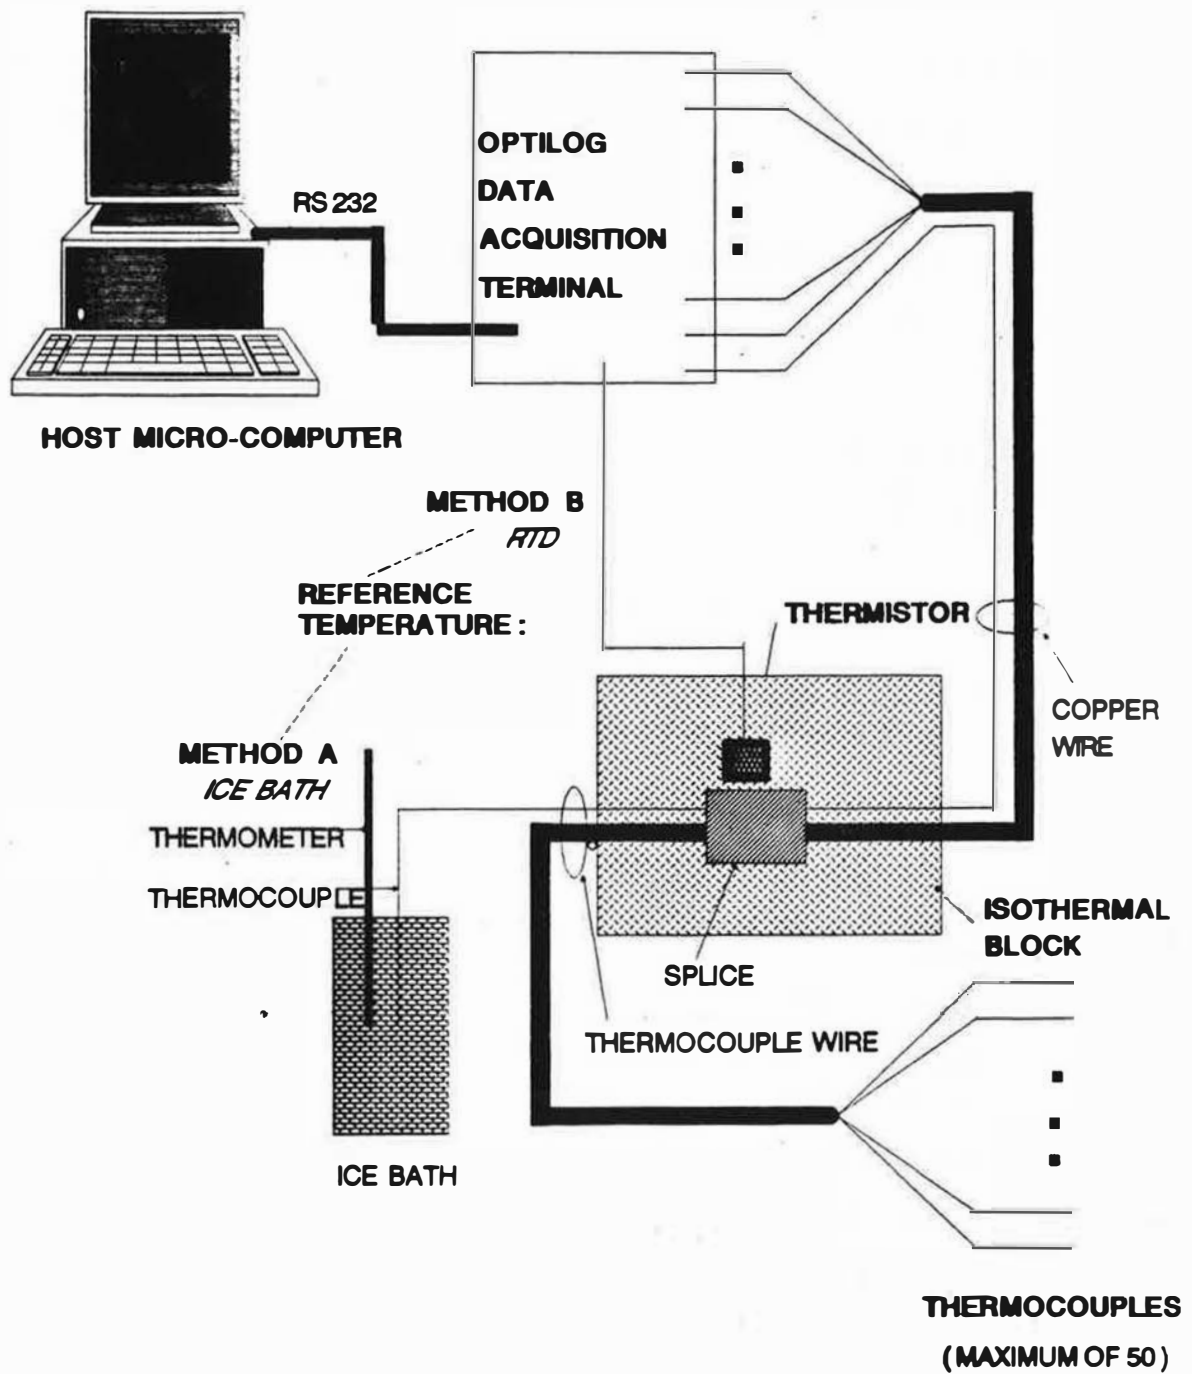 RS 232
OPTILOG
DATA
ACQUISITION
TERMINAL
HOST MICRO-COMPUTER
METHOD B
RTD
REFERENCE
TEMPERATURE :
THERMISTOR
COPPER
WIRE
METHOD A
ICE BATH
THERMOMETER
THERMOCOUPLE
ISOTHERMAL
BLOCK
SPLICE
THERMOCOUPLE WIRE
ICE BATH
THERMOCOUPLES
( MAXIMUM OF 50 )